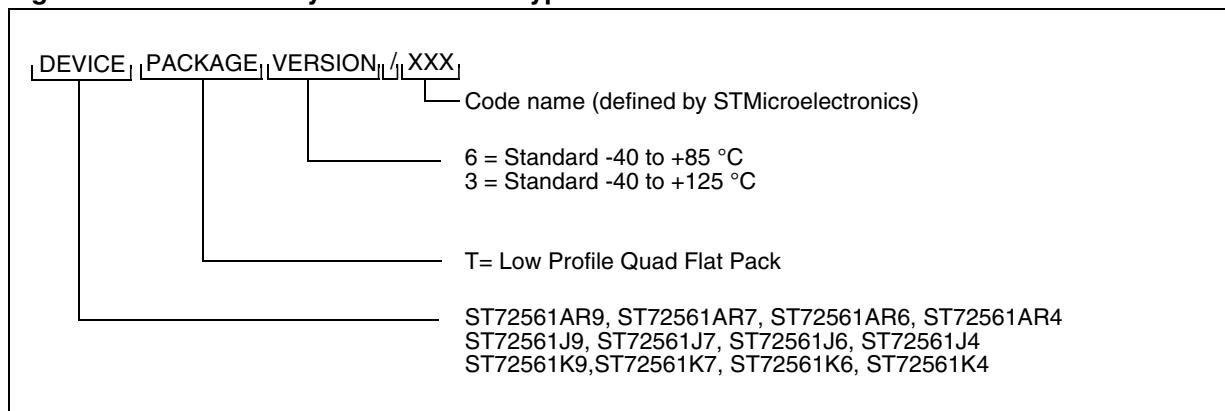 DEVICE PACKAGE VERSION / XXX
Code name (defined by STMicroelectronics)
6 = Standard -40 to +85 °C
3 = Standard -40 to +125 °C
T= Low Profile Quad Flat Pack
ST72561AR9, ST72561AR7, ST72561AR6, ST72561AR4
ST72561J9, ST72561J7, ST72561J6, ST72561J4
ST72561K9,ST72561K7, ST72561K6, ST72561K4